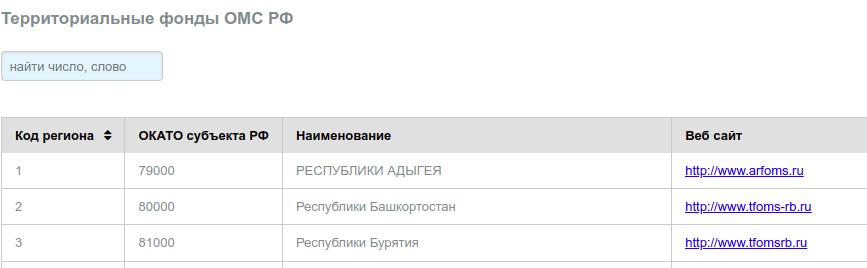 Территориальные фонды ОМС РФ
найти число, слово
Код региона ОКАТО субъекта РФ Наименование Веб сайт
1 79000 РЕСПУБЛИКИ АДЫГЕЯ http://www.arfoms.ru
2 80000 Республики Башкортостан http://www.tfoms-rb.ru
3 81000 Республики Бурятия http://www.tfomsrb.ru